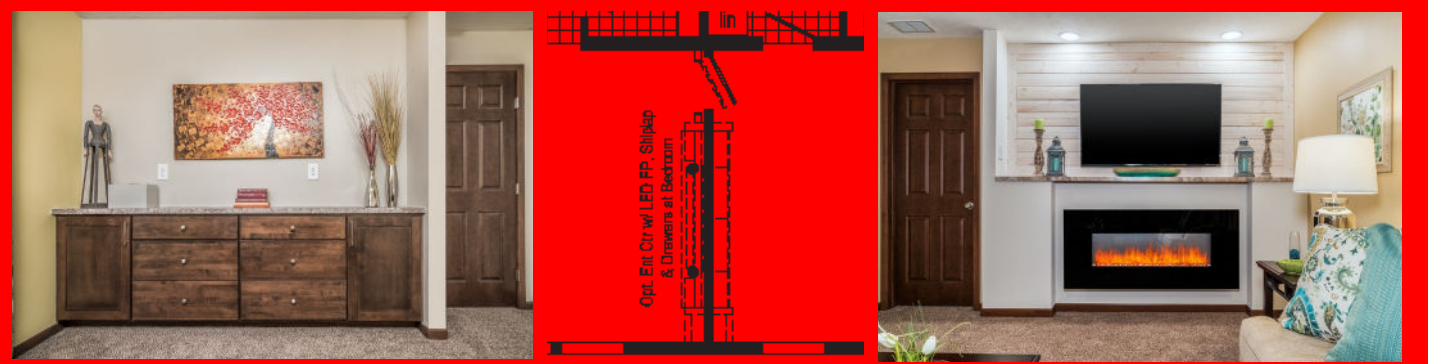 lin
Opt. Ent Ctr w/ LED FP, Shiplap
& Drawers at Bedroom